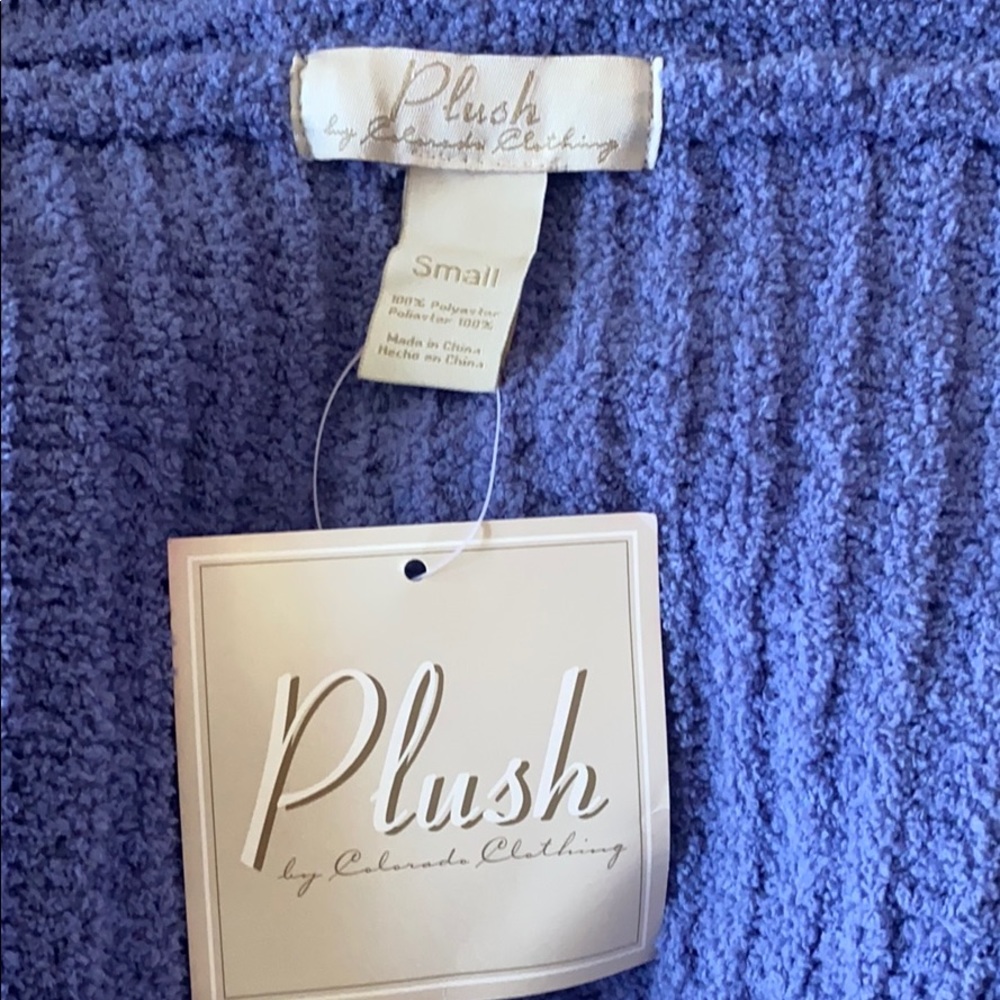 Plush
by Colorado Clothing
Small
100% Polyester
Poliester 100%
Made in China
Hecho en China
Plush
by Colorado Clothing